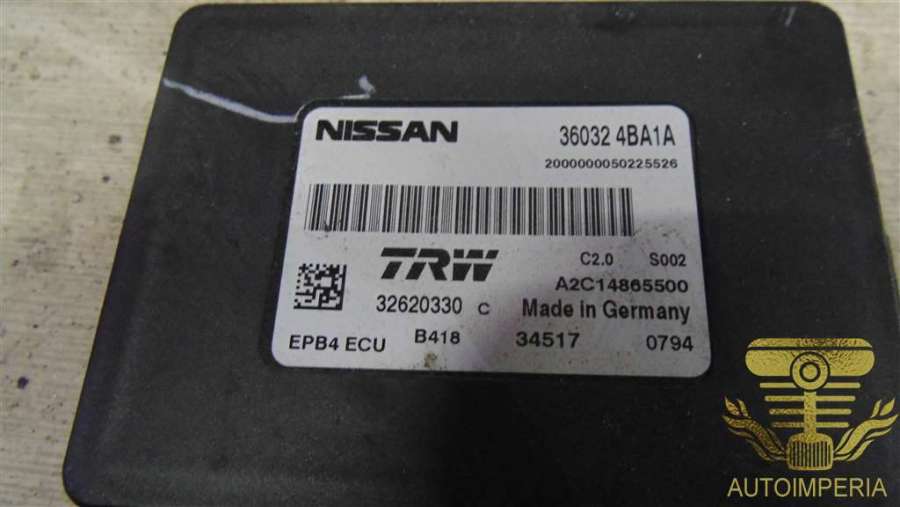 NISSAN 36032 4BA1A
2000000050225526
TRW C2.0 S002
A2C14865500
32620330 C Made in Germany
EPB4 ECU B418 34517 0794
AUTOIMPERIA